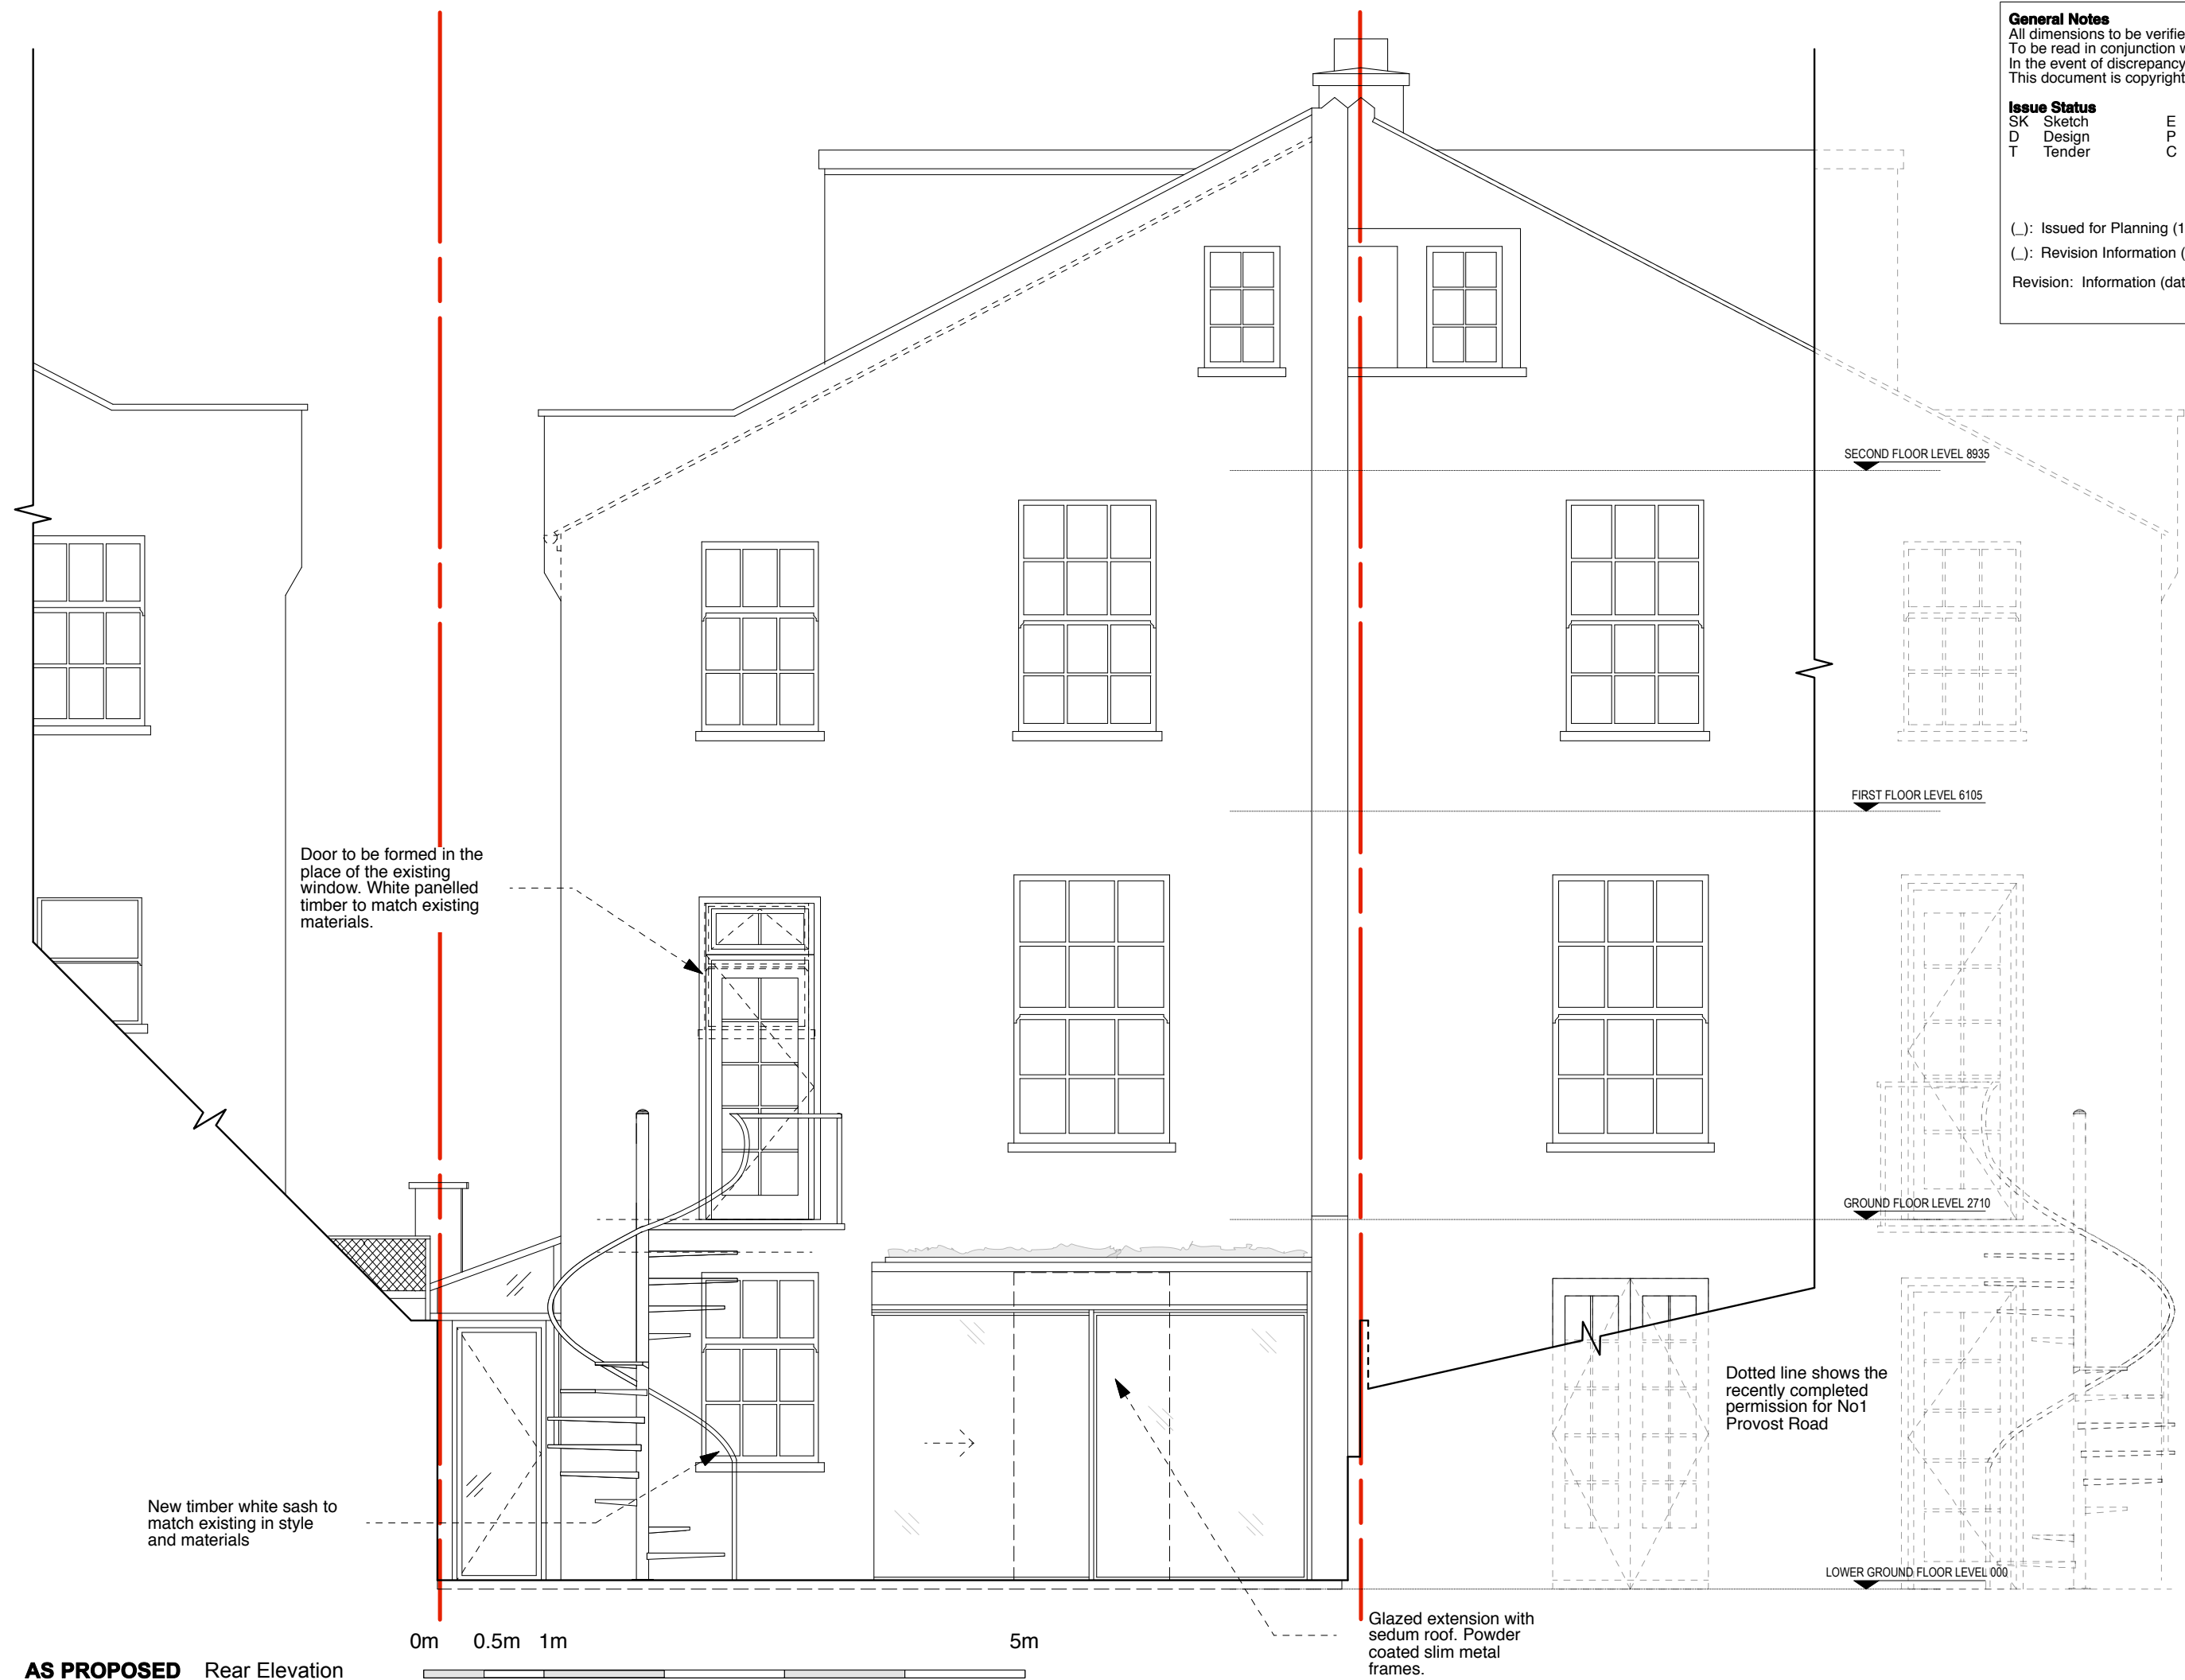 General Notes
All dimensions to be verifie
To be read in conjunction w
In the event of discrepancy
This document is copyright
Issue Status
SK Sketch E
D Design P
T Tender C
(_): Issued for Planning (1
(_): Revision Information (
Revision: Information (dat
SECOND FLOOR LEVEL 8935
FIRST FLOOR LEVEL 6105
Door to be formed in the
place of the existing
window. White panelled
timber to match existing
materials.
GROUND FLOOR LEVEL 2710
Dotted line shows the
recently completed
permission for No1
Provost Road
New timber white sash to
match existing in style
and materials
LOWER GROUND FLOOR LEVEL 000
Glazed extension with
sedum roof. Powder
coated slim metal
frames.
0m 0.5m 1m 5m
AS PROPOSED Rear Elevation